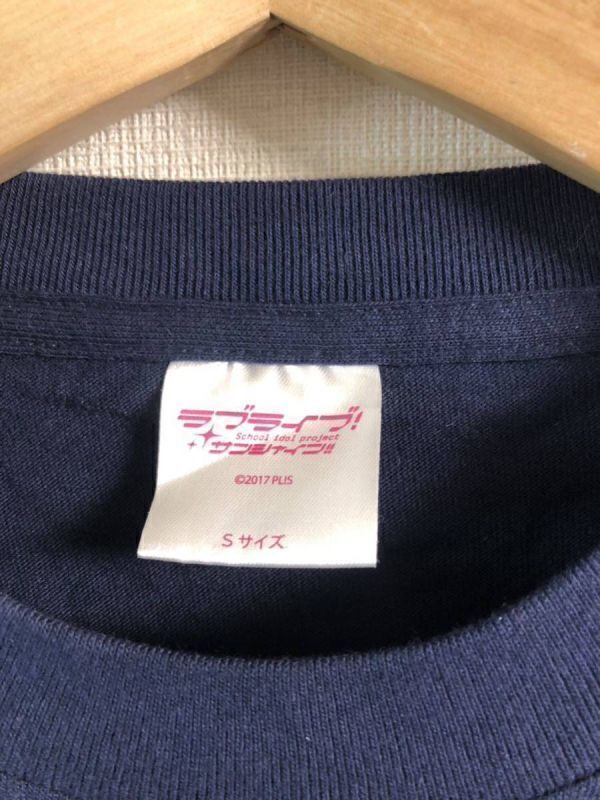 ラブライブ!
School idol project
サンシャイン!!
©2017 PLIS
Sサイズ